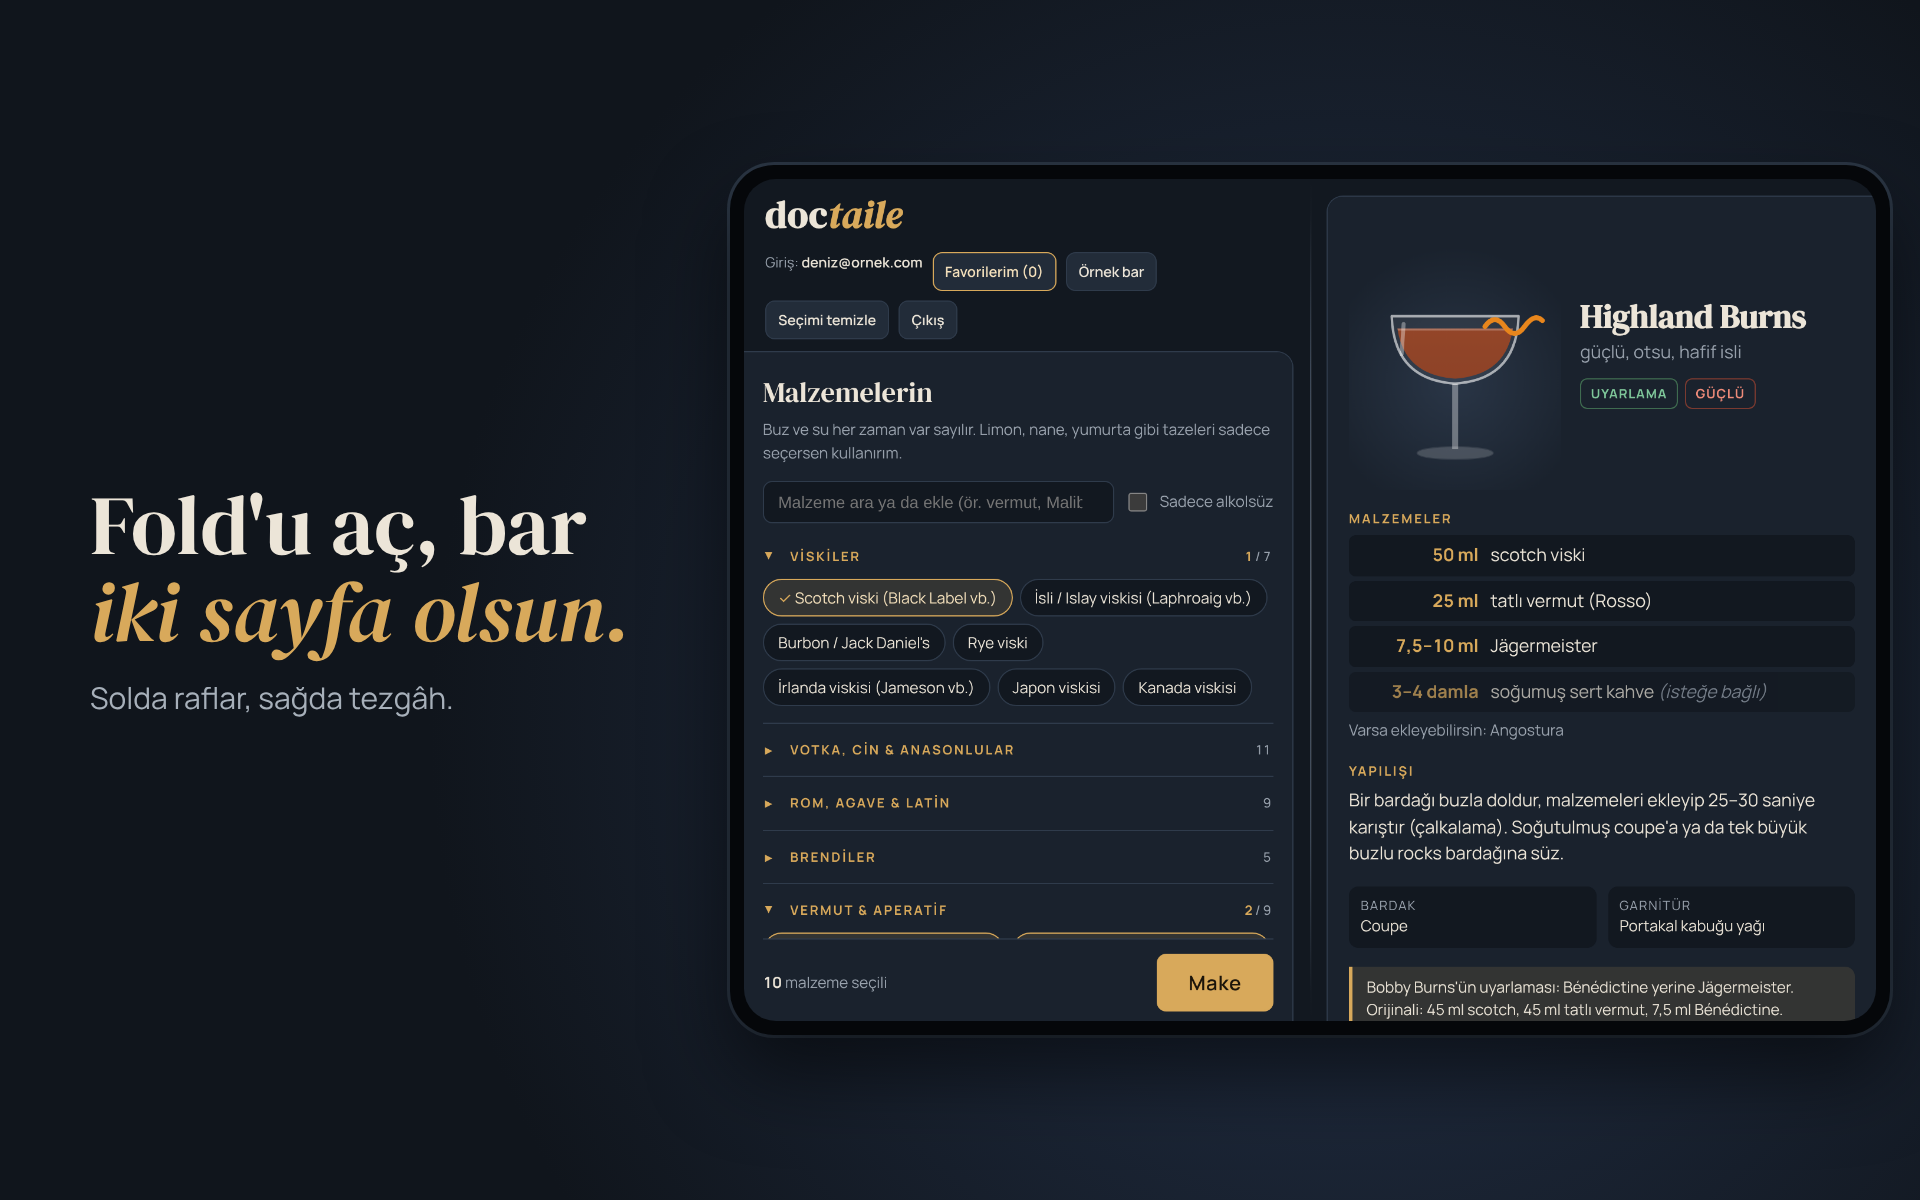 Fold'u aç, bar
iki sayfa olsun.
Solda raflar, sağda tezgâh.
doctaile
Giriş: deniz@ornek.com
Favorilerim (0)
Örnek bar
Seçimi temizle
Çıkış
Malzemelerin
Buz ve su her zaman var sayılır. Limon, nane, yumurta gibi tazeleri sadece
seçersen kullanırım.
Malzeme ara ya da ekle (ör. vermut, Malib
Sadece alkolsüz
▼ VİSKİLER 1 / 7
✓ Scotch viski (Black Label vb.)
İsli / Islay viskisi (Laphroaig vb.)
Burbon / Jack Daniel's
Rye viski
İrlanda viskisi (Jameson vb.)
Japon viskisi
Kanada viskisi
► VOTKA, CİN & ANASONLULAR 11
► ROM, AGAVE & LATİN 9
► BRENDİLER 5
▼ VERMUT & APERATİF 2 / 9
10 malzeme seçili
Make
Highland Burns
güçlü, otsu, hafif isli
UYARLAMA
GÜÇLÜ
MALZEMELER
50 ml scotch viski
25 ml tatlı vermut (Rosso)
7,5–10 ml Jägermeister
3–4 damla soğumuş sert kahve (isteğe bağlı)
Varsa ekleyebilirsin: Angostura
YAPILIŞI
Bir bardağı buzla doldur, malzemeleri ekleyip 25–30 saniye
karıştır (çalkalama). Soğutulmuş coupe'a ya da tek büyük
buzlu rocks bardağına süz.
BARDAK
Coupe
GARNİTÜR
Portakal kabuğu yağı
Bobby Burns'ün uyarlaması: Bénédictine yerine Jägermeister.
Orijinali: 45 ml scotch, 45 ml tatlı vermut, 7,5 ml Bénédictine.